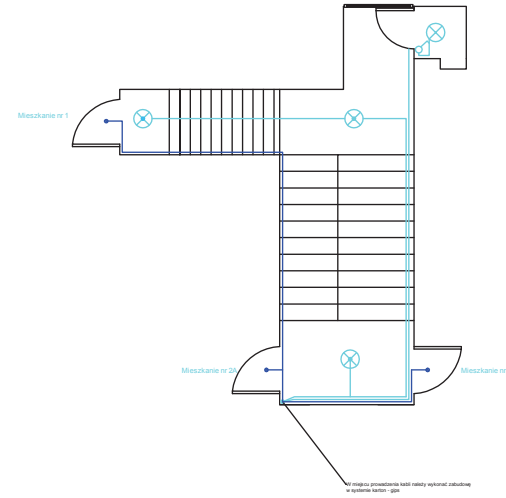 Mieszkanie nr 1
Mieszkanie nr 2A
Mieszkanie nr
W miejscu prowadzenia kabli należy wykonać zabudowę
w systemie karton - gips